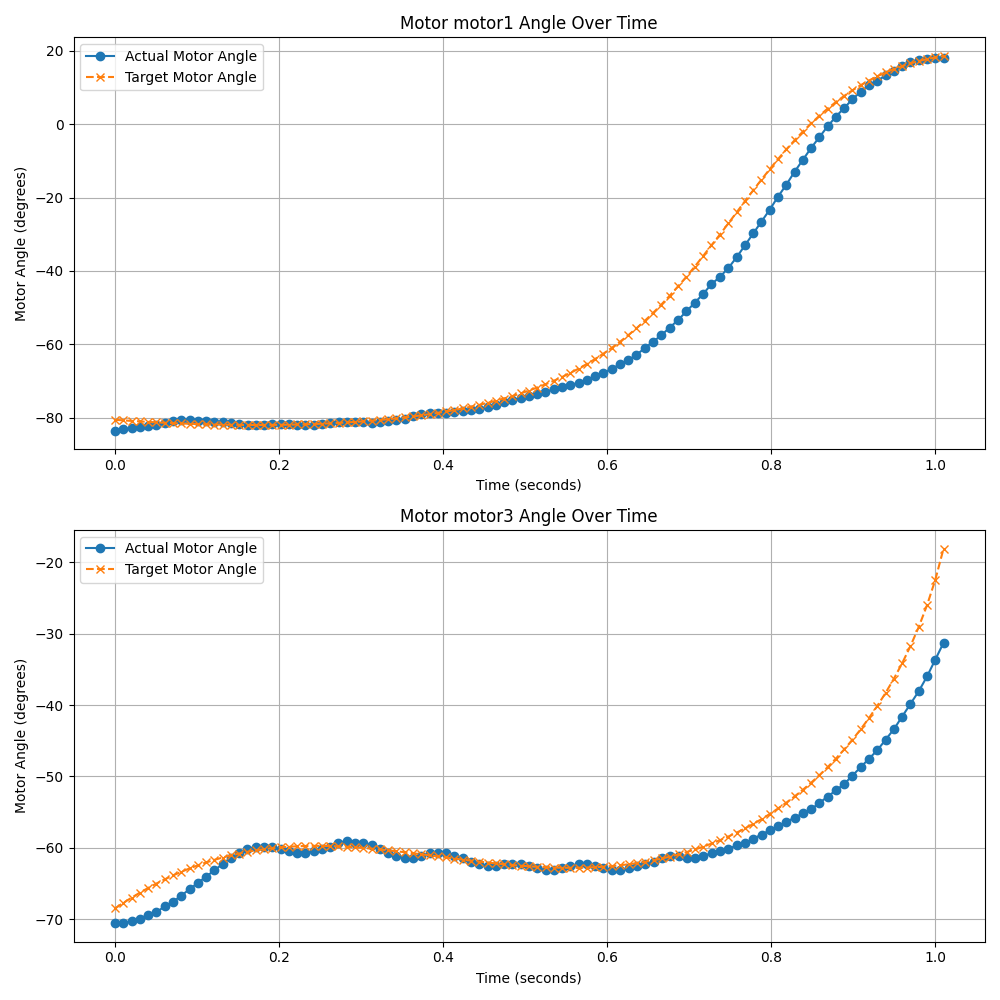 Motor motor1 Angle Over Time
Actual Motor Angle
Target Motor Angle
Motor Angle (degrees)
20
0
−20
−40
−60
−80
0.0 0.2 0.4 0.6 0.8 1.0
Time (seconds)
Motor motor3 Angle Over Time
Actual Motor Angle
Target Motor Angle
Motor Angle (degrees)
−20
−30
−40
−50
−60
−70
0.0 0.2 0.4 0.6 0.8 1.0
Time (seconds)